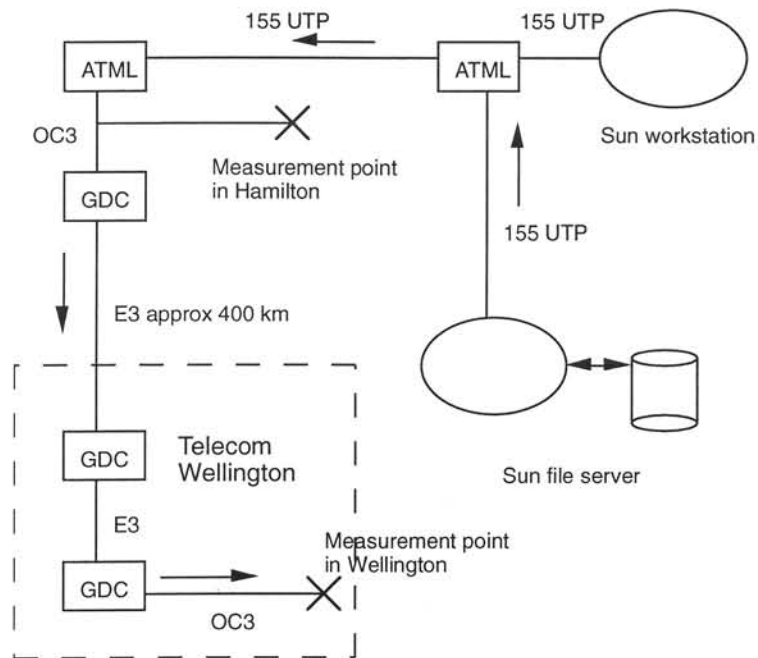 155 UTP
155 UTP
ATML
ATML
OC3
Sun workstation
Measurement point
in Hamilton
GDC
155 UTP
E3 approx 400 km
GDC
Telecom
Wellington
Sun file server
E3
Measurement point
in Wellington
GDC
OC3